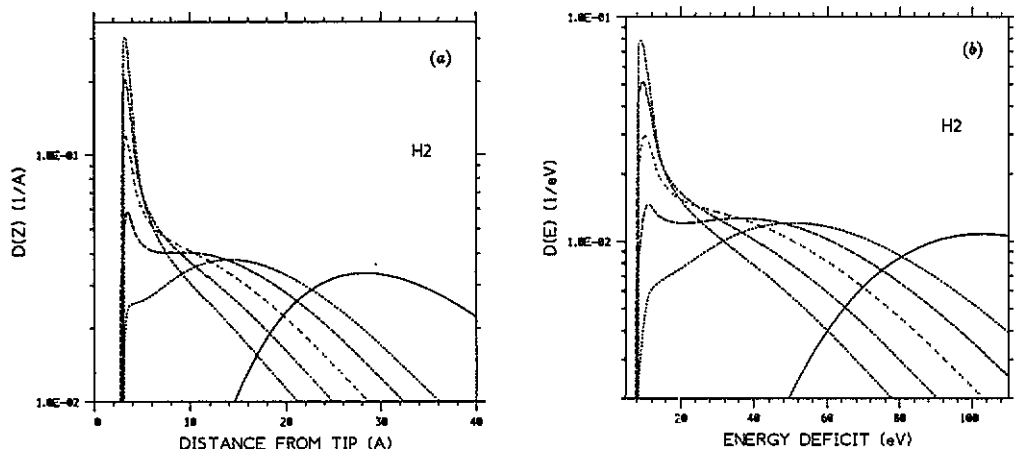 (a)
H2
1.0E-01
1.0E-02
D(Z) (1/A)
0
10
20
30
40
DISTANCE FROM TIP (A)
1.0E-01
(b)
H2
1.0E-02
D(E) (1/eV)
20
40
60
80
100
ENERGY DEFICIT (eV)